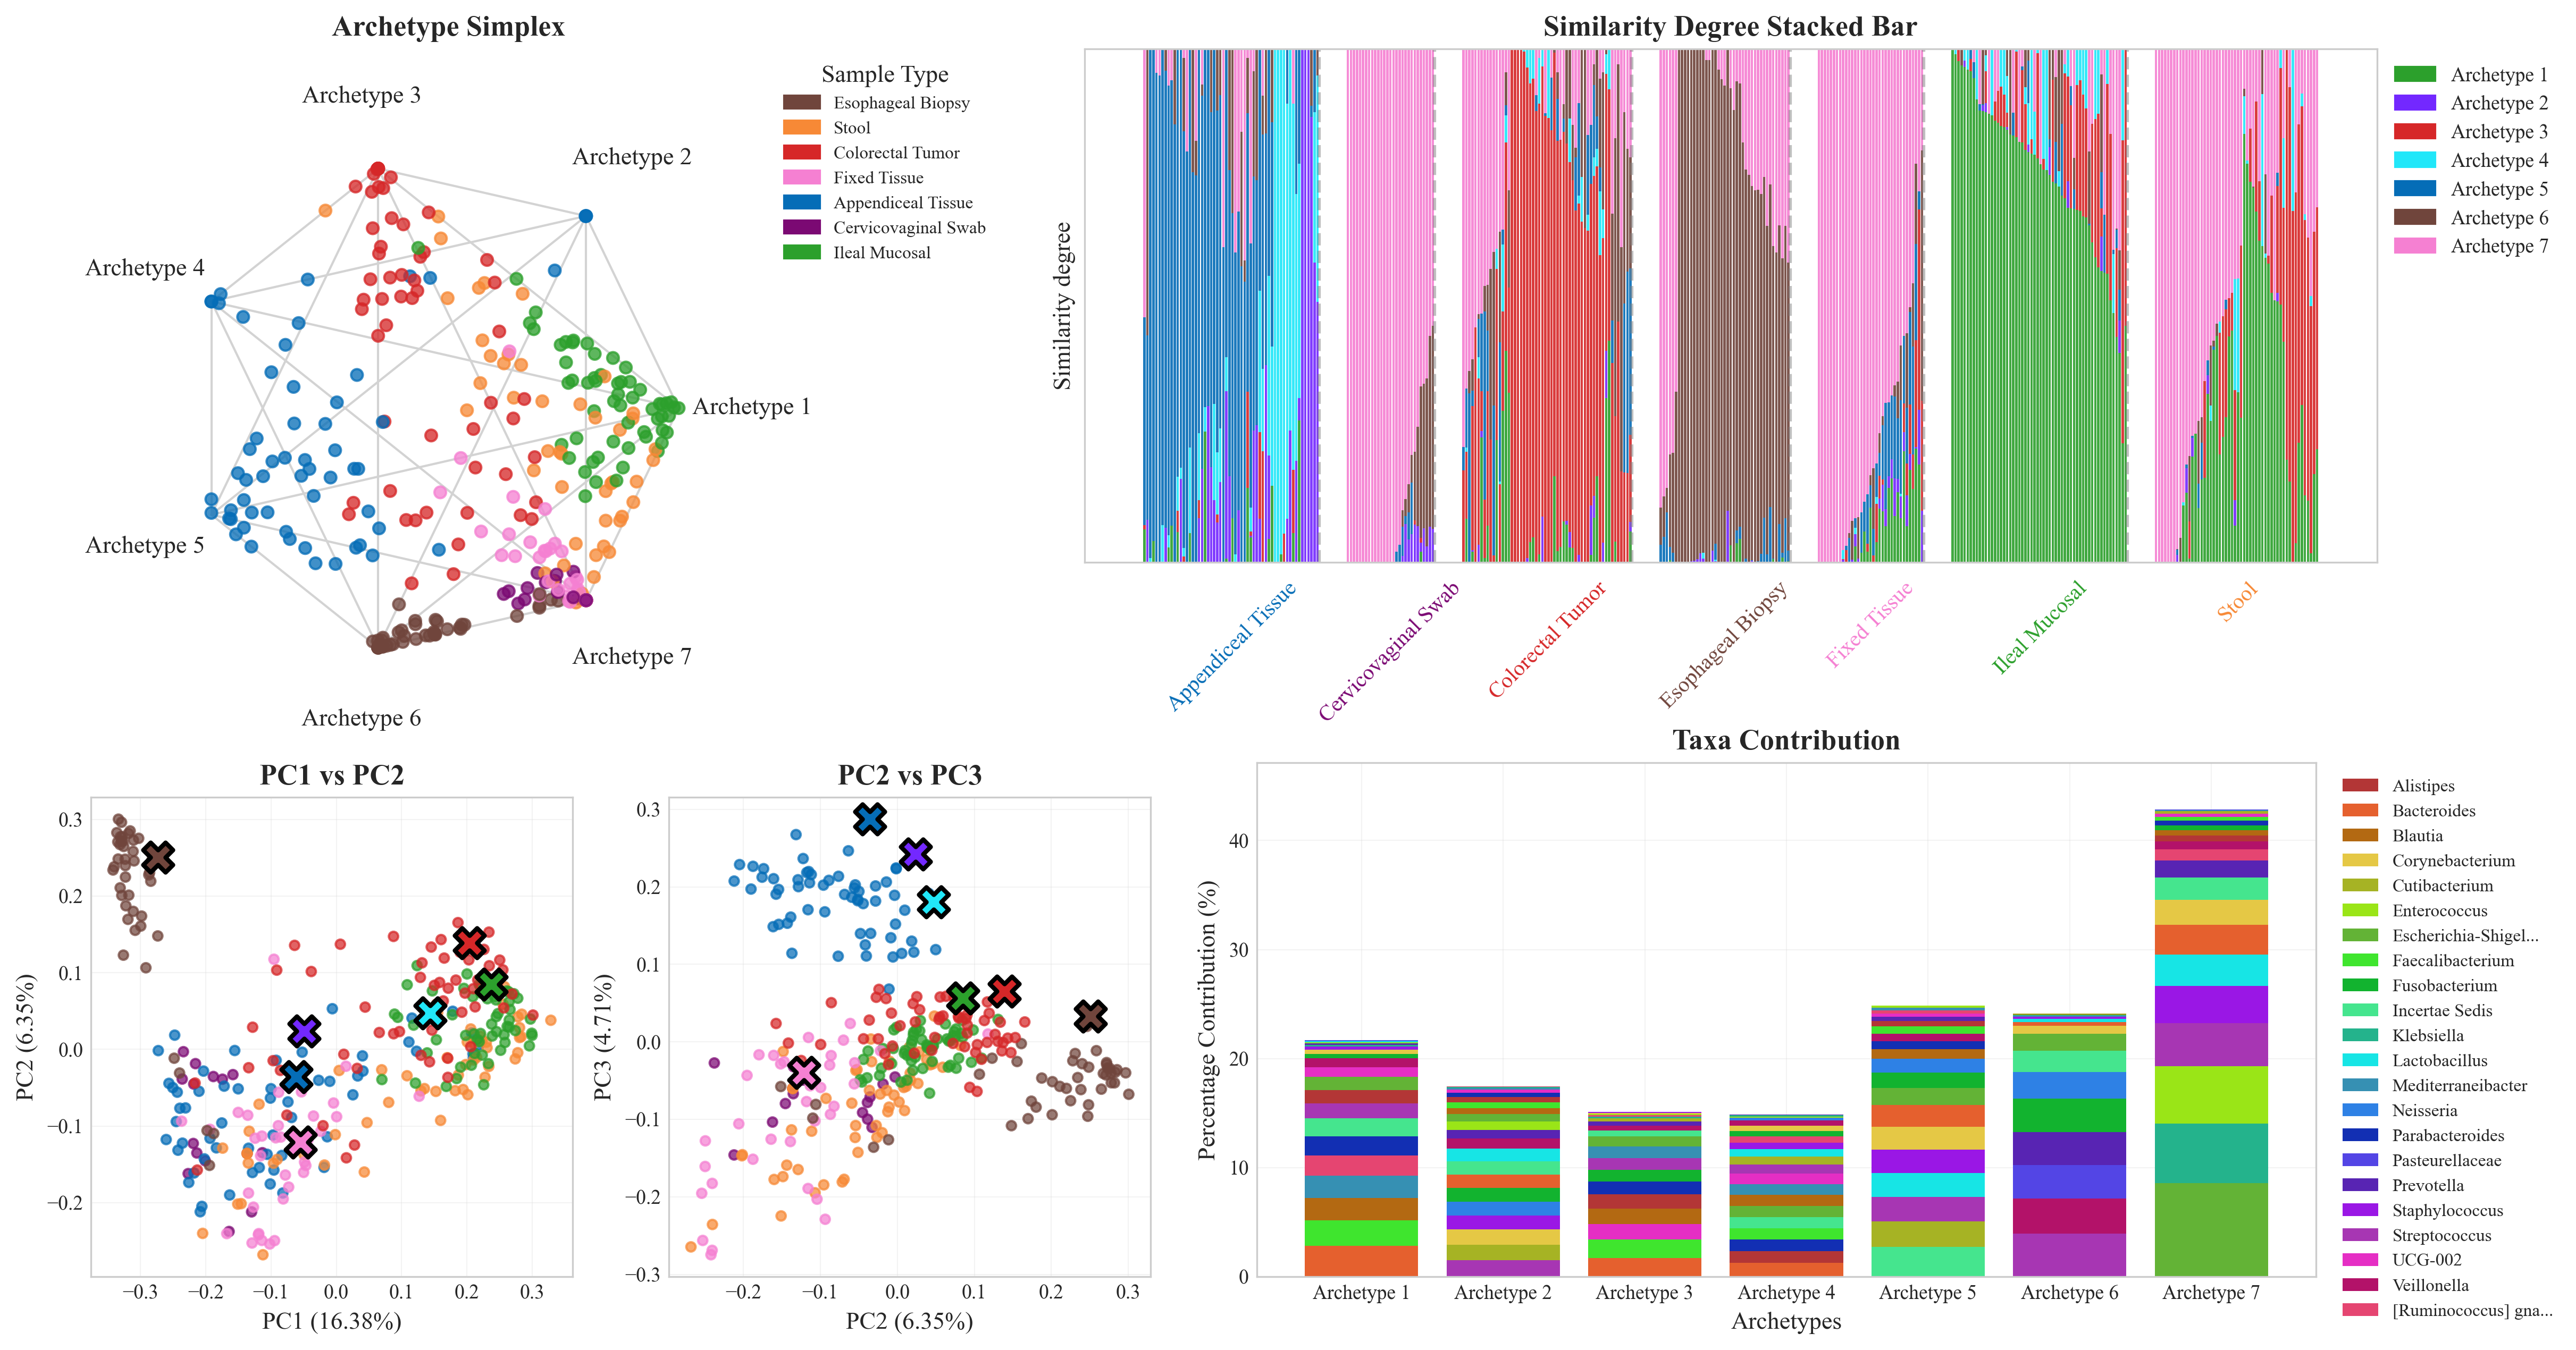 Archetype Simplex
Archetype 3
Archetype 2
Archetype 4
Archetype 1
Archetype 5
Archetype 7
Archetype 6
Sample Type
Esophageal Biopsy
Stool
Colorectal Tumor
Fixed Tissue
Appendiceal Tissue
Cervicovaginal Swab
Ileal Mucosal
Similarity Degree Stacked Bar
Similarity degree
Appendiceal Tissue
Cervicovaginal Swab
Colorectal Tumor
Esophageal Biopsy
Fixed Tissue
Ileal Mucosal
Stool
Archetype 1
Archetype 2
Archetype 3
Archetype 4
Archetype 5
Archetype 6
Archetype 7
PC1 vs PC2
PC2 (6.35%)
0.3
0.2
0.1
0.0
−0.1
−0.2
−0.3 −0.2 −0.1 0.0 0.1 0.2 0.3
PC1 (16.38%)
PC2 vs PC3
PC3 (4.71%)
0.3
0.2
0.1
0.0
−0.1
−0.2
−0.3
−0.2 −0.1 0.0 0.1 0.2 0.3
PC2 (6.35%)
Taxa Contribution
Percentage Contribution (%)
40
30
20
10
0
Archetype 1 Archetype 2 Archetype 3 Archetype 4 Archetype 5 Archetype 6 Archetype 7
Archetypes
Alistipes
Bacteroides
Blautia
Corynebacterium
Cutibacterium
Enterococcus
Escherichia-Shigel...
Faecalibacterium
Fusobacterium
Incertae Sedis
Klebsiella
Lactobacillus
Mediterraneibacter
Neisseria
Parabacteroides
Pasteurellaceae
Prevotella
Staphylococcus
Streptococcus
UCG-002
Veillonella
[Ruminococcus] gna...